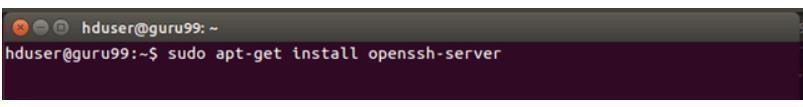 hduser@guru99: ~
hduser@guru99:~$ sudo apt-get install openssh-server